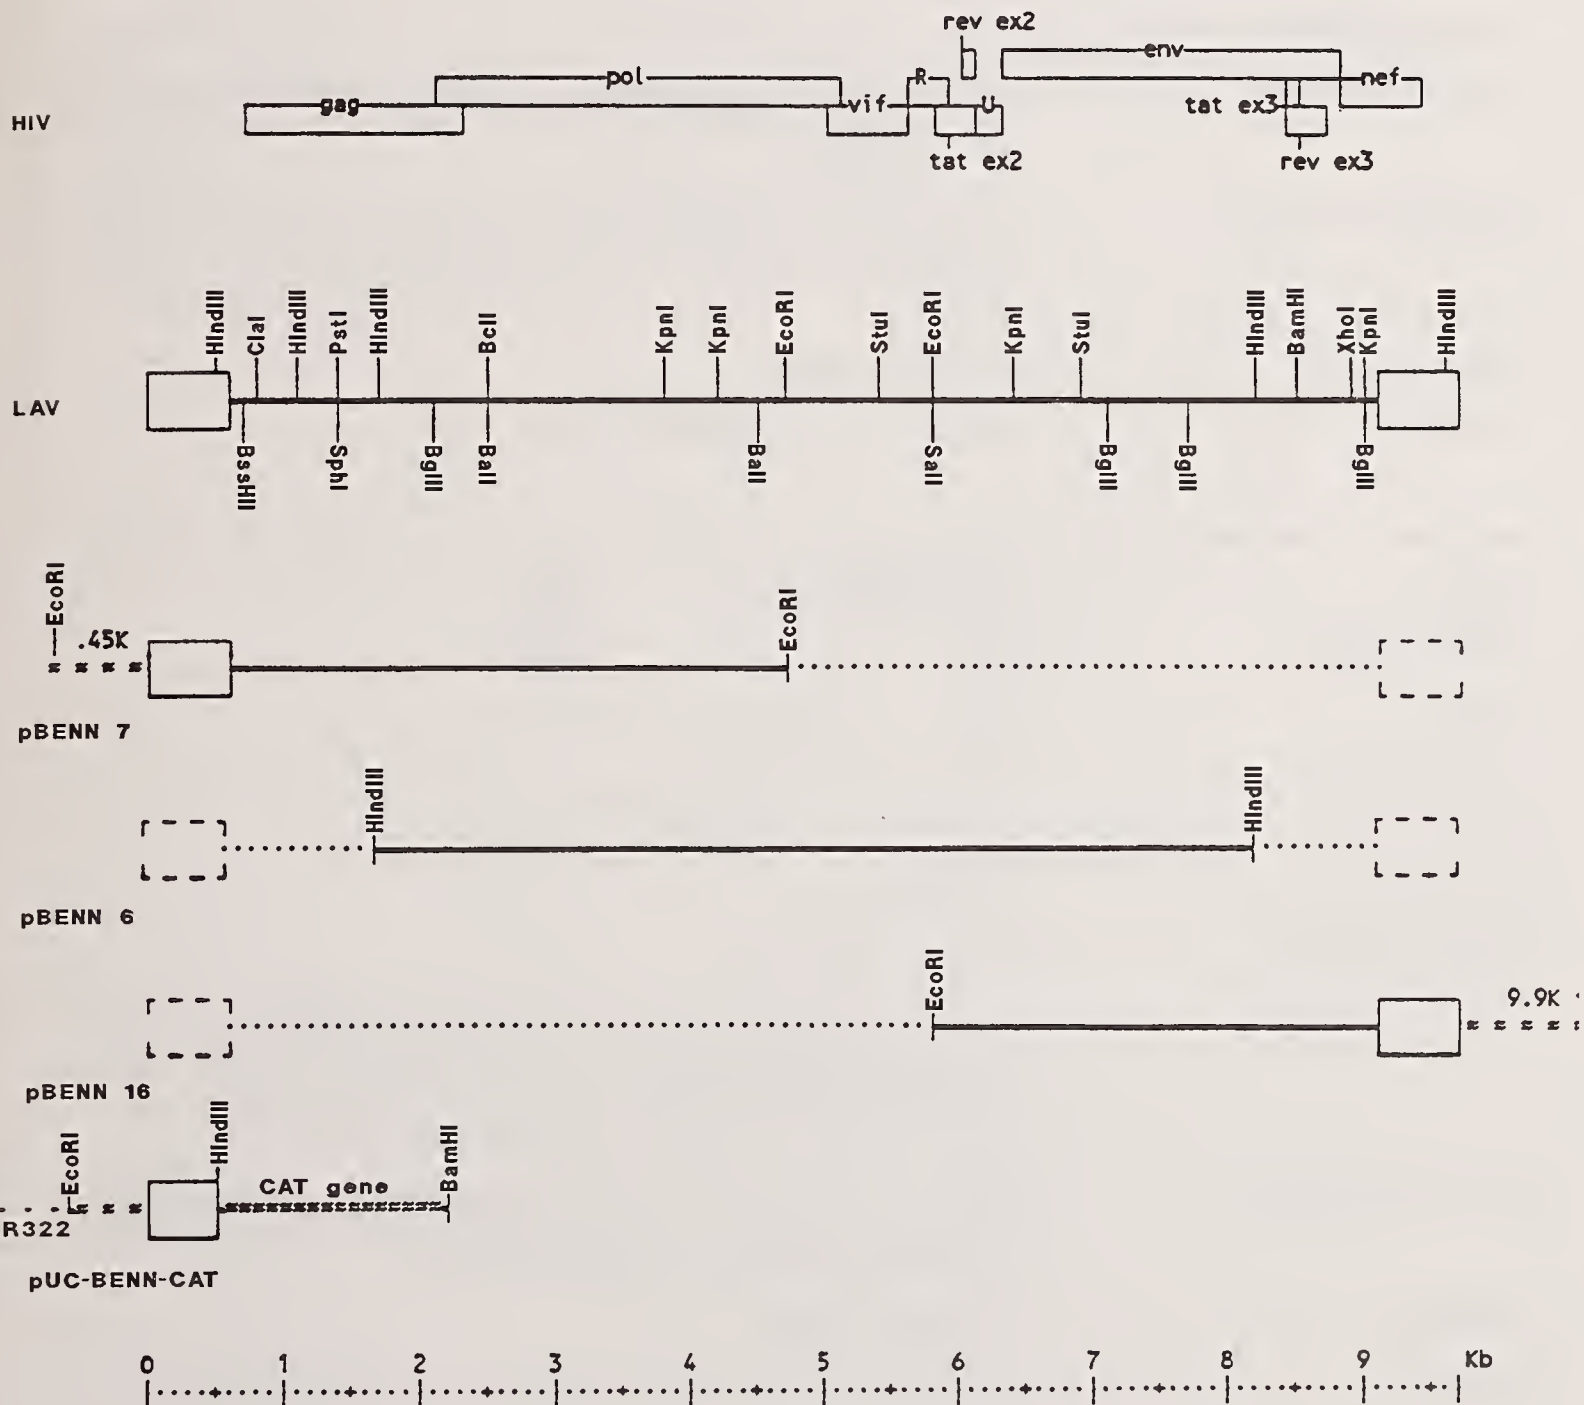 rev ex2
env
R
pol
nef
gag
vif
U
tat ex3
HIV
tat ex2
rev ex3
HindIII
ClaI
HindIII
PstI
HindIII
BclI
KpnI
KpnI
EcoRI
StuI
EcoRI
KpnI
StuI
HindIII
BamHI
XhoI
KpnI
HindIII
LAV
BssHII
SphI
BglII
BalI
BalI
SalI
BglII
BglII
BglII
EcoRI
.45K
EcoRI
pBENN 7
HindIII
HindIII
pBENN 6
EcoRI
9.9K
pBENN 16
EcoRI
HindIII
CAT gene
BamHI
R322
pUC-BENN-CAT
0 1 2 3 4 5 6 7 8 9 Kb